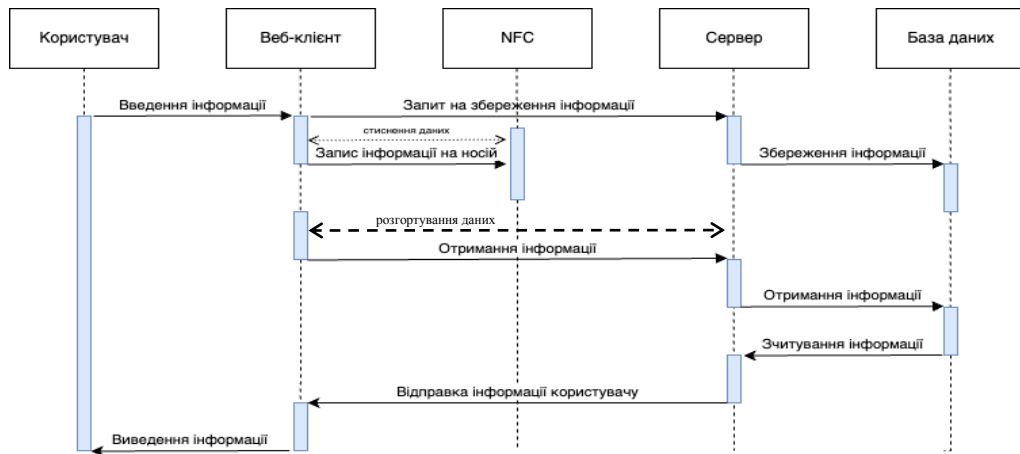 Користувач
Веб-клієнт
NFC
Сервер
База даних
Введення інформації
Запит на збереження інформації
стиснення даних
Запис інформації на носій
Збереження інформації
розгортування даних
Отримання інформації
Отримання інформації
Зчитування інформації
Відправка інформації користувачу
Виведення інформації